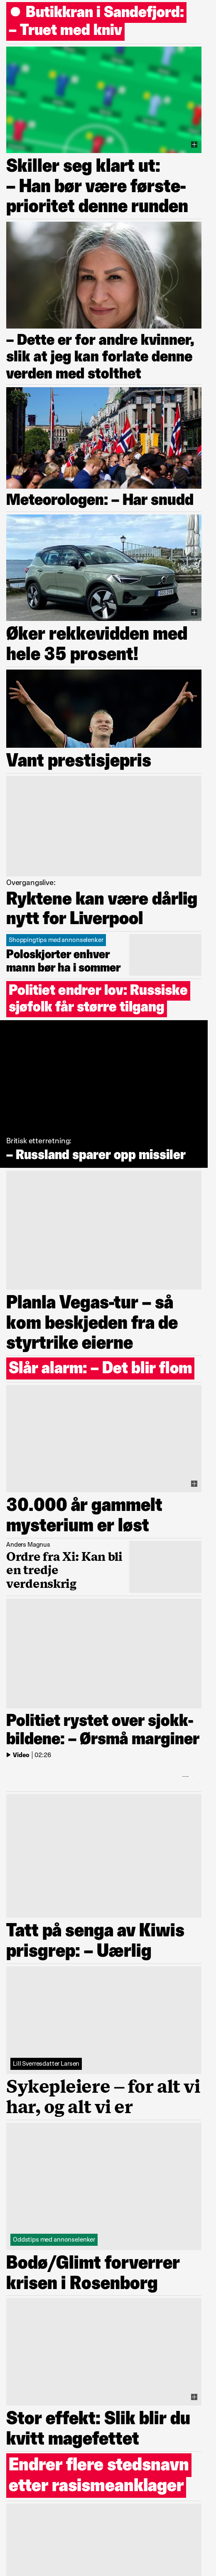 Butikkran i Sandefjord:
– Truet med kniv
Skiller seg klart ut:
– Han bør være første-
prioritet denne runden
– Dette er for andre kvinner,
slik at jeg kan forlate denne
verden med stolthet
Meteorologen: – Har snudd
Øker rekkevidden med
hele 35 prosent!
Vant prestisjepris
Overgangslive:
Ryktene kan være dårlig
nytt for Liverpool
Shoppingtips med annonselenker
Poloskjorter enhver
mann bør ha i sommer
Politiet endrer lov: Russiske
sjøfolk får større tilgang
Britisk etterretning:
– Russland sparer opp missiler
Planla Vegas-tur – så
kom beskjeden fra de
styrtrike eierne
Slår alarm: – Det blir flom
30.000 år gammelt
mysterium er løst
Anders Magnus
Ordre fra Xi: Kan bli
en tredje
verdenskrig
Politiet rystet over sjokk-
bildene: – Ørsmå marginer
Video | 02:26
Tatt på senga av Kiwis
prisgrep: – Uærlig
Lill Sverresdatter Larsen
Sykepleiere – for alt vi
har, og alt vi er
Oddstips med annonselenker
Bodø/Glimt forverrer
krisen i Rosenborg
Stor effekt: Slik blir du
kvitt magefettet
Endrer flere stedsnavn
etter rasismeanklager